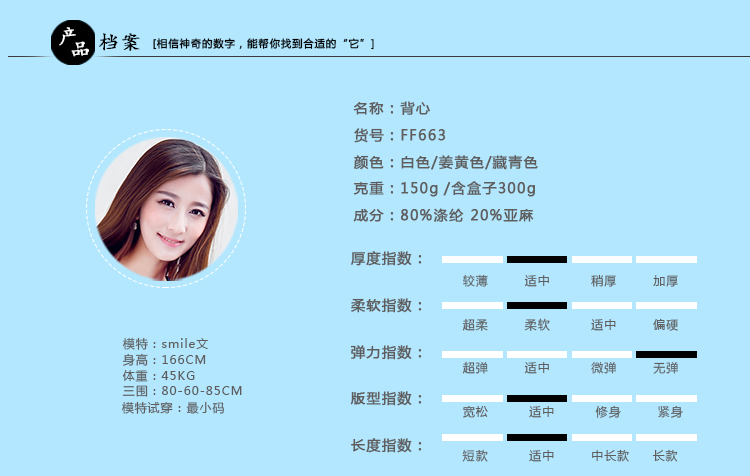 产品档案 [相信神奇的数字，能帮你找到合适的“它”]
名称：背心
货号：FF663
颜色：白色/姜黄色/藏青色
克重：150g /含盒子300g
成分：80%涤纶 20%亚麻
厚度指数：
较薄 适中 稍厚 加厚
柔软指数：
超柔 柔软 适中 偏硬
弹力指数：
超弹 适中 微弹 无弹
版型指数：
宽松 适中 修身 紧身
长度指数：
短款 适中 中长款 长款
模特：smile文
身高：166CM
体重：45KG
三围：80-60-85CM
模特试穿：最小码